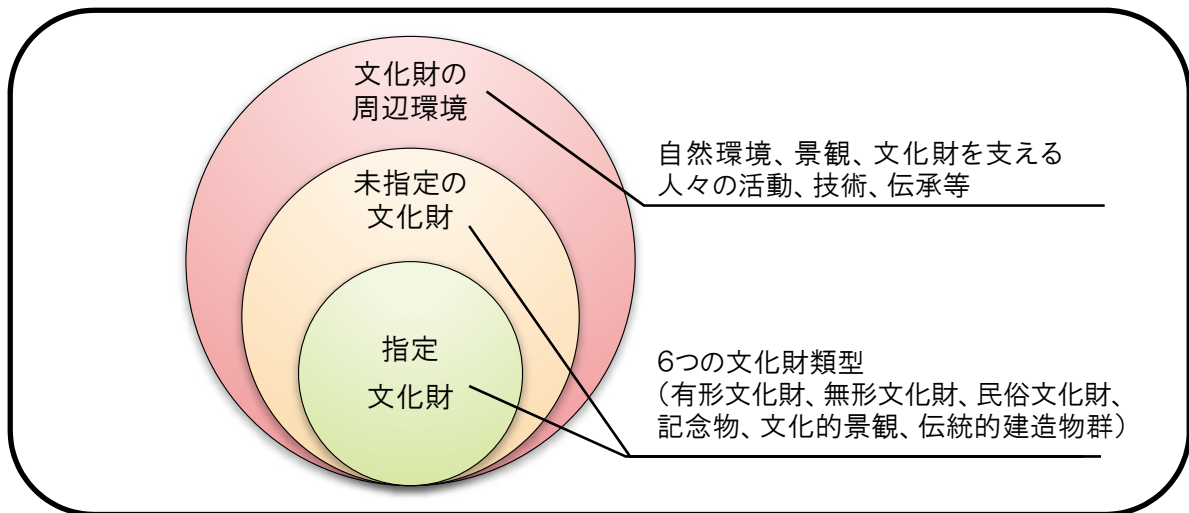 文化財の
周辺環境
未指定の
文化財
指定
文化財
自然環境、景観、文化財を支える
人々の活動、技術、伝承等
6つの文化財類型
（有形文化財、無形文化財、民俗文化財、
記念物、文化的景観、伝統的建造物群）